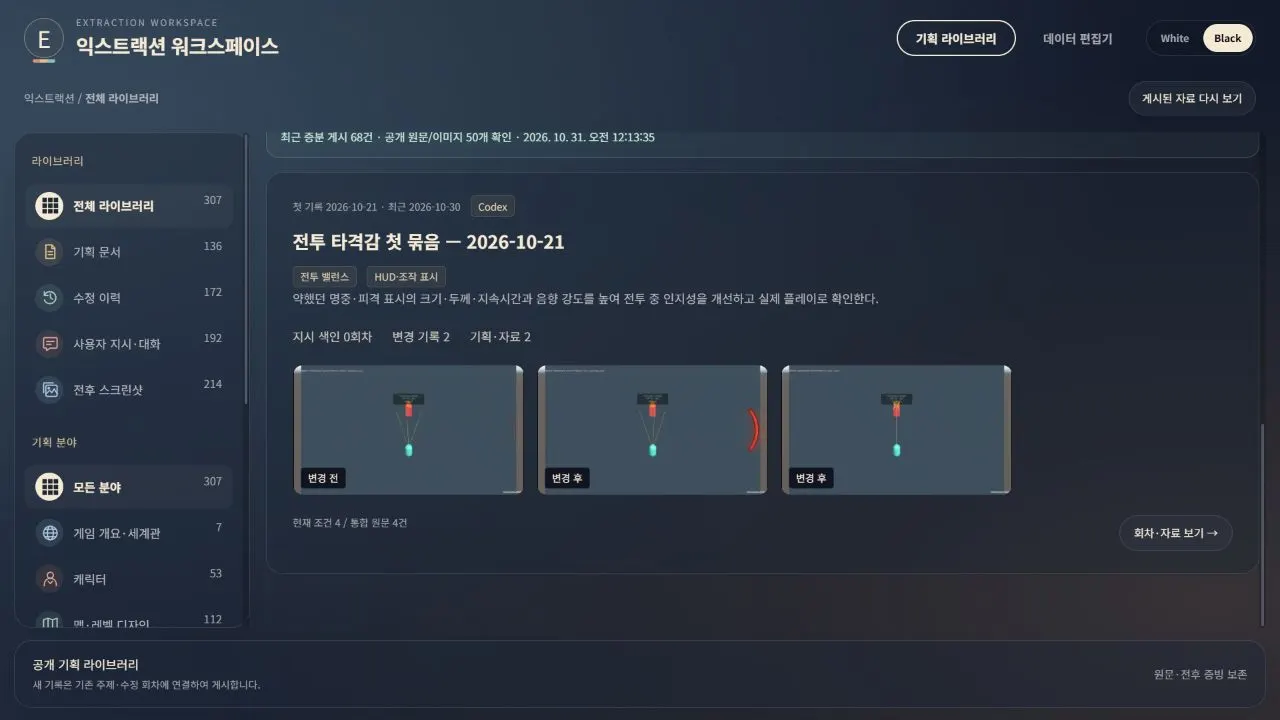 E
EXTRACTION WORKSPACE
익스트랙션 워크스페이스
기획 라이브러리
데이터 편집기
White
Black
익스트랙션 / 전체 라이브러리
게시된 자료 다시 보기
라이브러리
전체 라이브러리 307
기획 문서 136
수정 이력 172
사용자 지시·대화 192
전후 스크린샷 214
기획 분야
모든 분야 307
게임 개요·세계관 7
캐릭터 53
맵·레벨 디자인 112
최근 증분 게시 68건 · 공개 원문/이미지 50개 확인 · 2026. 10. 31. 오전 12:13:35
첫 기록 2026-10-21 · 최근 2026-10-30 Codex
전투 타격감 첫 묶음 — 2026-10-21
전투 밸런스 HUD·조작 표시
약했던 명중·피격 표시의 크기·두께·지속시간과 음향 강도를 높여 전투 중 인지성을 개선하고 실제 플레이로 확인한다.
지시 색인 0회차 변경 기록 2 기획·자료 2
변경 전
변경 후
변경 후
현재 조건 4 / 통합 원문 4건
회차·자료 보기 →
공개 기획 라이브러리
새 기록은 기존 주제·수정 회차에 연결하여 게시합니다.
원문·전후 증빙 보존